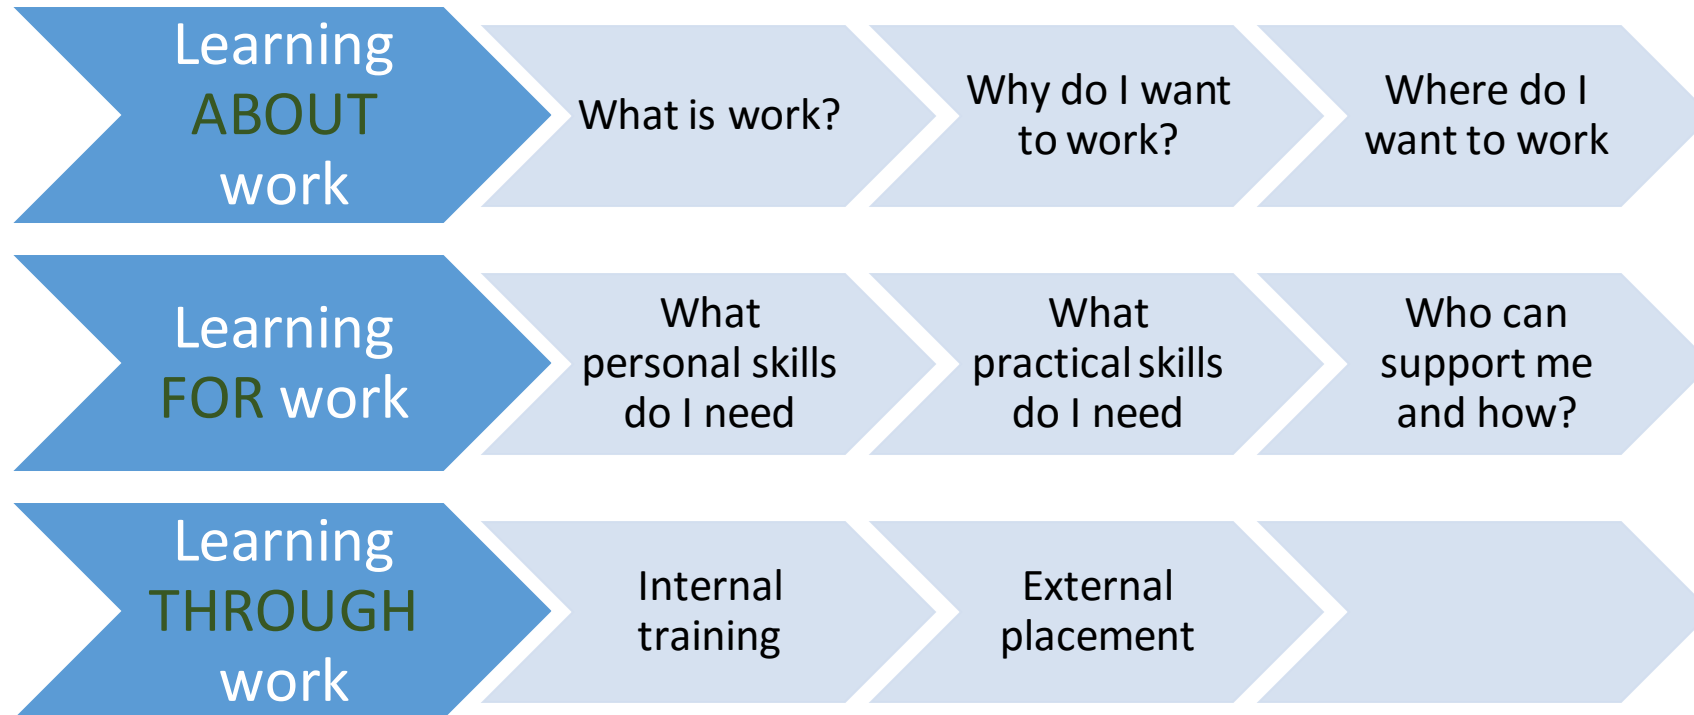 Learning
ABOUT
work
What is work?
Why do I want
to work?
Where do I
want to work
Learning
FOR work
What
personal skills
do I need
What
practical skills
do I need
Who can
support me
and how?
Learning
THROUGH
work
Internal
training
External
placement